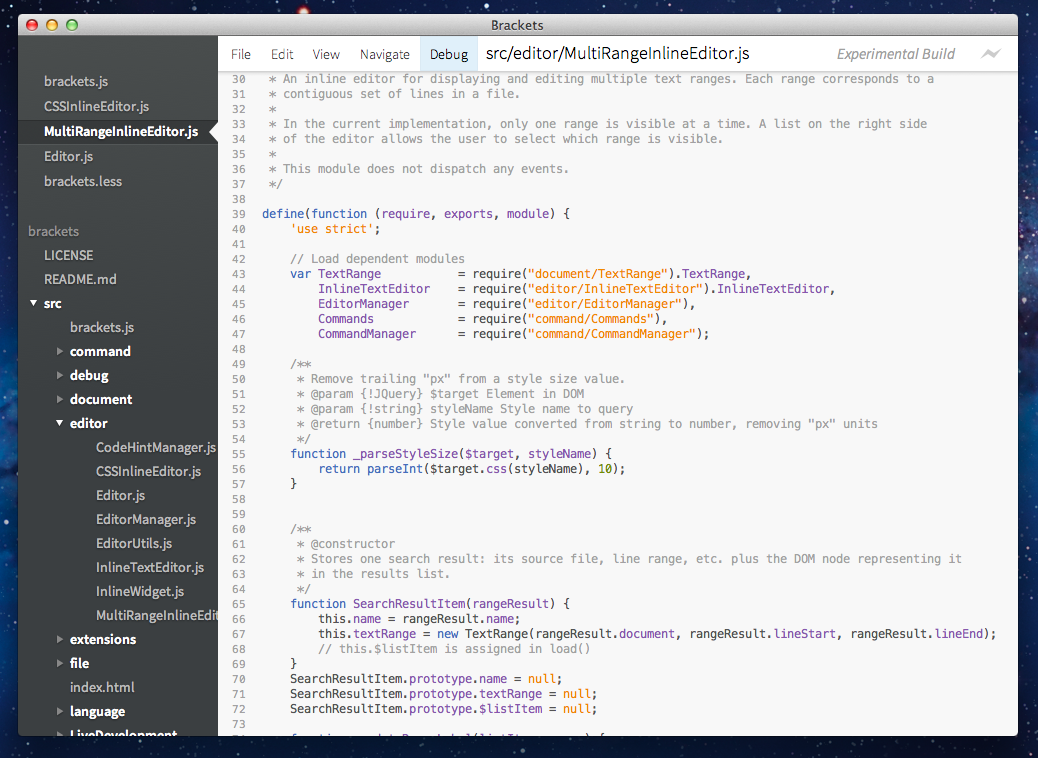 Brackets
File Edit View Navigate Debug src/editor/MultiRangeInlineEditor.js Experimental Build
brackets.js
CSSInlineEditor.js
MultiRangeInlineEditor.js
Editor.js
brackets.less
brackets
LICENSE
README.md
src
brackets.js
command
debug
document
editor
CodeHintManager.js
CSSInlineEditor.js
Editor.js
EditorManager.js
EditorUtils.js
InlineTextEditor.js
InlineWidget.js
MultiRangeInlineEdit
extensions
file
index.html
language
LiveDevelopment
30 * An inline editor for displaying and editing multiple text ranges. Each range corresponds to a
31 * contiguous set of lines in a file.
32 *
33 * In the current implementation, only one range is visible at a time. A list on the right side
34 * of the editor allows the user to select which range is visible.
35 *
36 * This module does not dispatch any events.
37 */
38
39 define(function (require, exports, module) {
40 'use strict';
41
42 // Load dependent modules
43 var TextRange = require("document/TextRange").TextRange,
44 InlineTextEditor = require("editor/InlineTextEditor").InlineTextEditor,
45 EditorManager = require("editor/EditorManager"),
46 Commands = require("command/Commands"),
47 CommandManager = require("command/CommandManager");
48
49 /**
50 * Remove trailing "px" from a style size value.
51 * @param {!JQuery} $target Element in DOM
52 * @param {!string} styleName Style name to query
53 * @return {number} Style value converted from string to number, removing "px" units
54 */
55 function _parseStyleSize($target, styleName) {
56 return parseInt($target.css(styleName), 10);
57 }
58
59
60 /**
61 * @constructor
62 * Stores one search result: its source file, line range, etc. plus the DOM node representing it
63 * in the results list.
64 */
65 function SearchResultItem(rangeResult) {
66 this.name = rangeResult.name;
67 this.textRange = new TextRange(rangeResult.document, rangeResult.lineStart, rangeResult.lineEnd);
68 // this.$listItem is assigned in load()
69 }
70 SearchResultItem.prototype.name = null;
71 SearchResultItem.prototype.textRange = null;
72 SearchResultItem.prototype.$listItem = null;
73